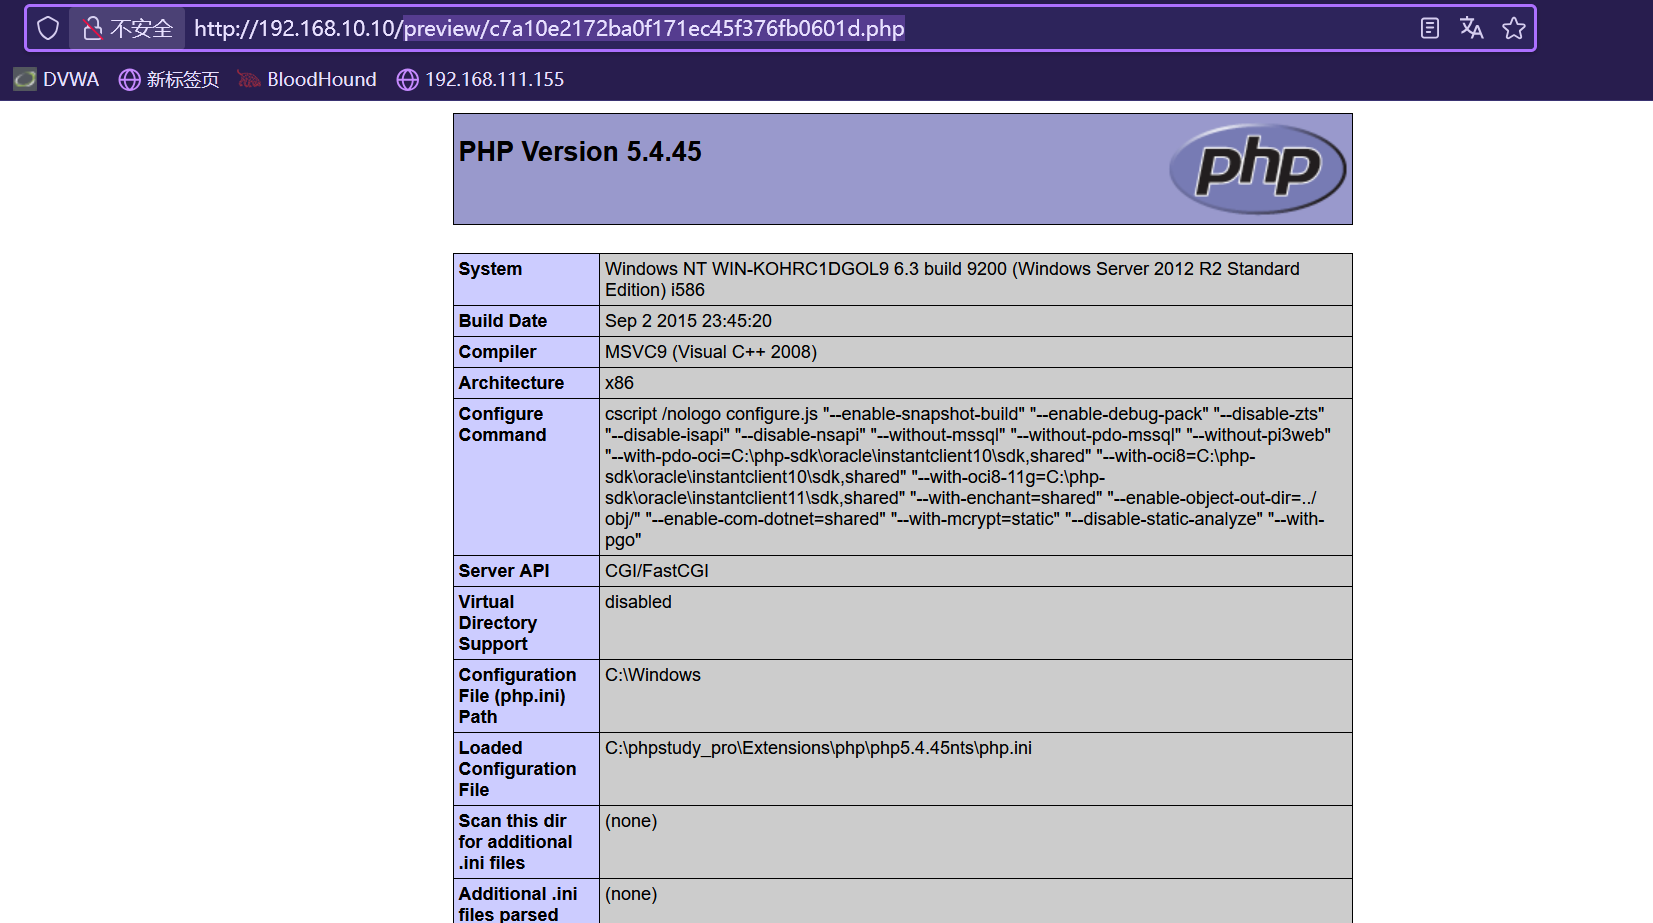 不安全 http://192.168.10.10/preview/c7a10e2172ba0f171ec45f376fb0601d.php
DVWA 新标签页 BloodHound 192.168.111.155
PHP Version 5.4.45
php
System Windows NT WIN-KOHRC1DGOL9 6.3 build 9200 (Windows Server 2012 R2 Standard
Edition) i586
Build Date Sep 2 2015 23:45:20
Compiler MSVC9 (Visual C++ 2008)
Architecture x86
Configure
Command
cscript /nologo configure.js "--enable-snapshot-build" "--enable-debug-pack" "--disable-zts"
"--disable-isapi" "--disable-nsapi" "--without-mssql" "--without-pdo-mssql" "--without-pi3web"
"--with-pdo-oci=C:\php-sdk\oracle\instantclient10\sdk,shared" "--with-oci8=C:\php-
sdk\oracle\instantclient10\sdk,shared" "--with-oci8-11g=C:\php-
sdk\oracle\instantclient11\sdk,shared" "--with-enchant=shared" "--enable-object-out-dir=../
obj/" "--enable-com-dotnet=shared" "--with-mcrypt=static" "--disable-static-analyze" "--with-
pgo"
Server API CGI/FastCGI
Virtual
Directory
Support
disabled
Configuration
File (php.ini)
Path
C:\Windows
Loaded
Configuration
File
C:\phpstudy_pro\Extensions\php\php5.4.45nts\php.ini
Scan this dir
for additional
.ini files
(none)
Additional .ini
files parsed
(none)